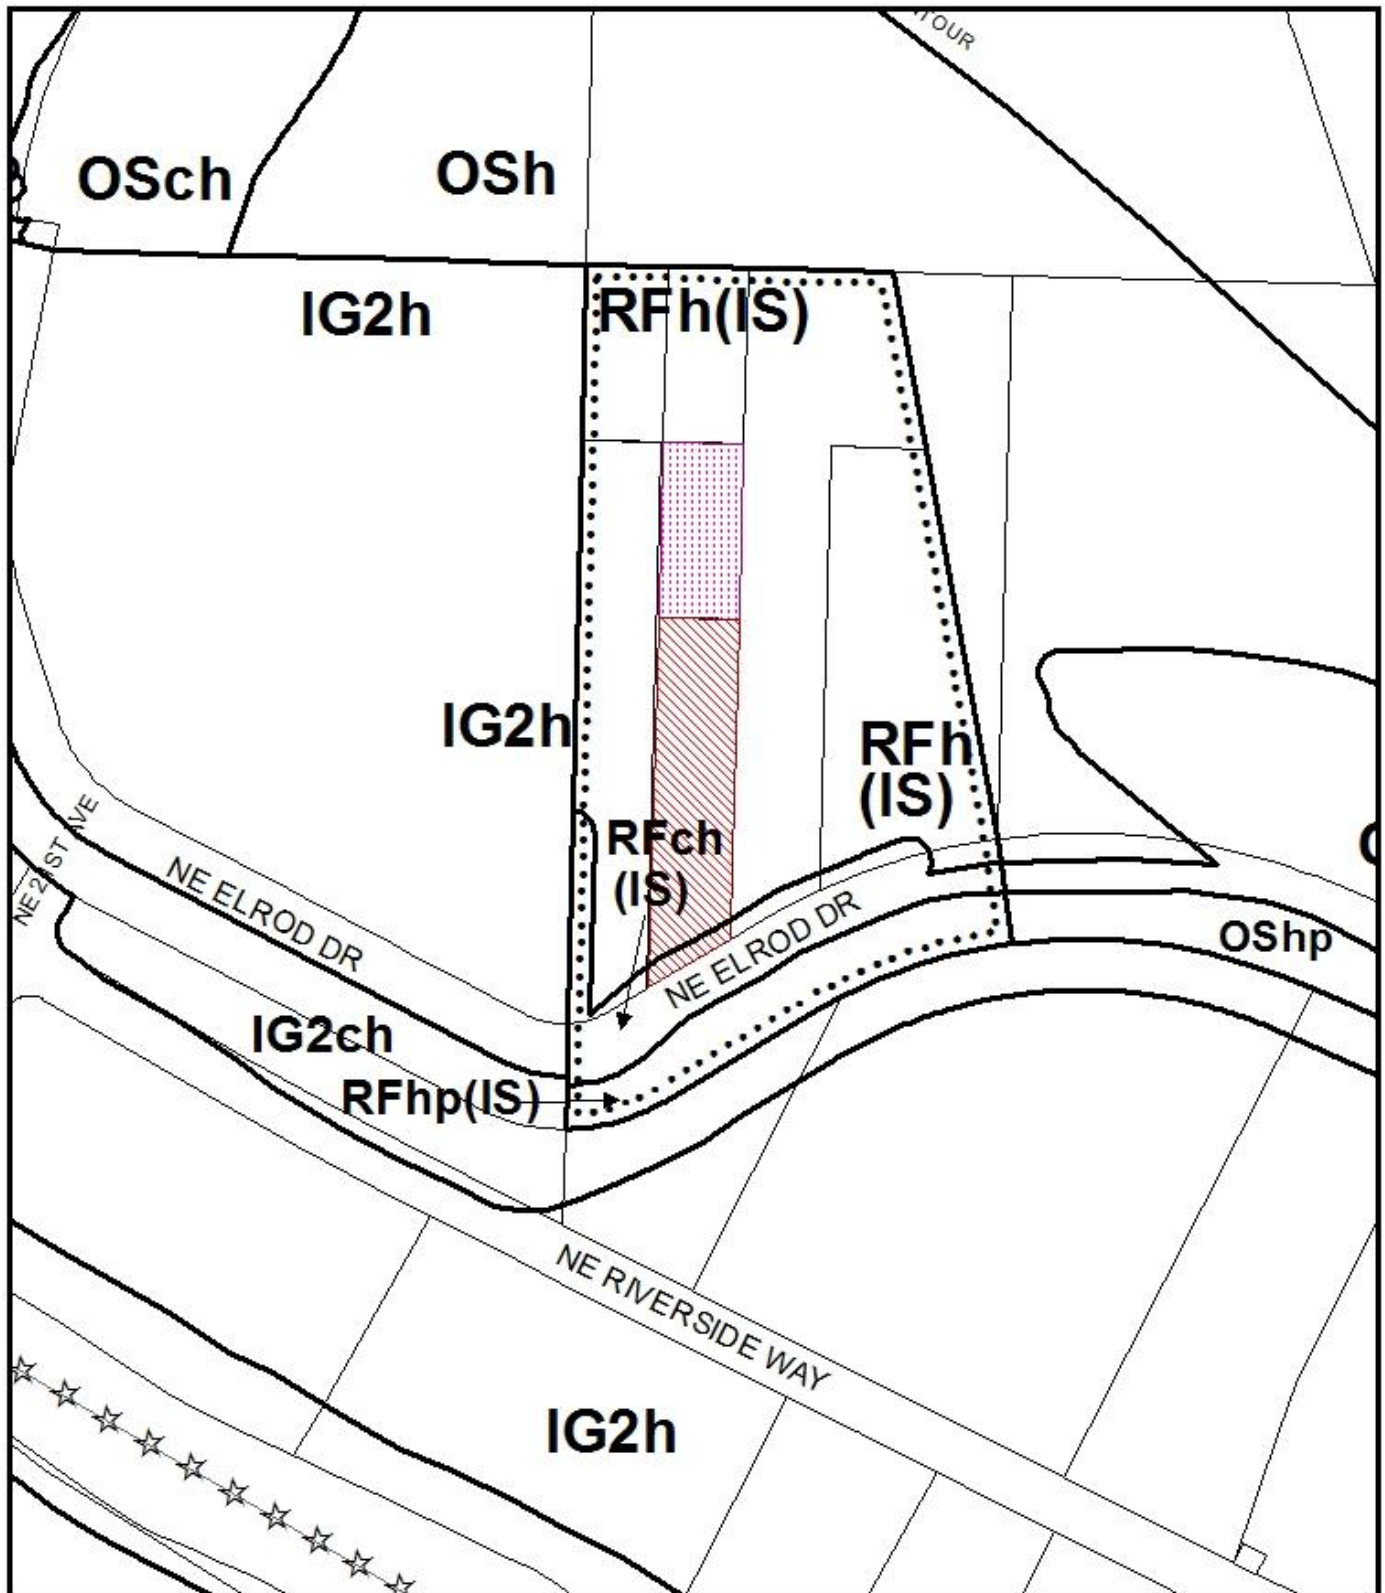 OSch
OSh
IG2h
RFh(IS)
IG2h
RFh
(IS)
RFch
(IS)
NE ELROD DR
NE ELROD DR
OShp
IG2ch
RFhp(IS)
NE RIVERSIDE WAY
IG2h